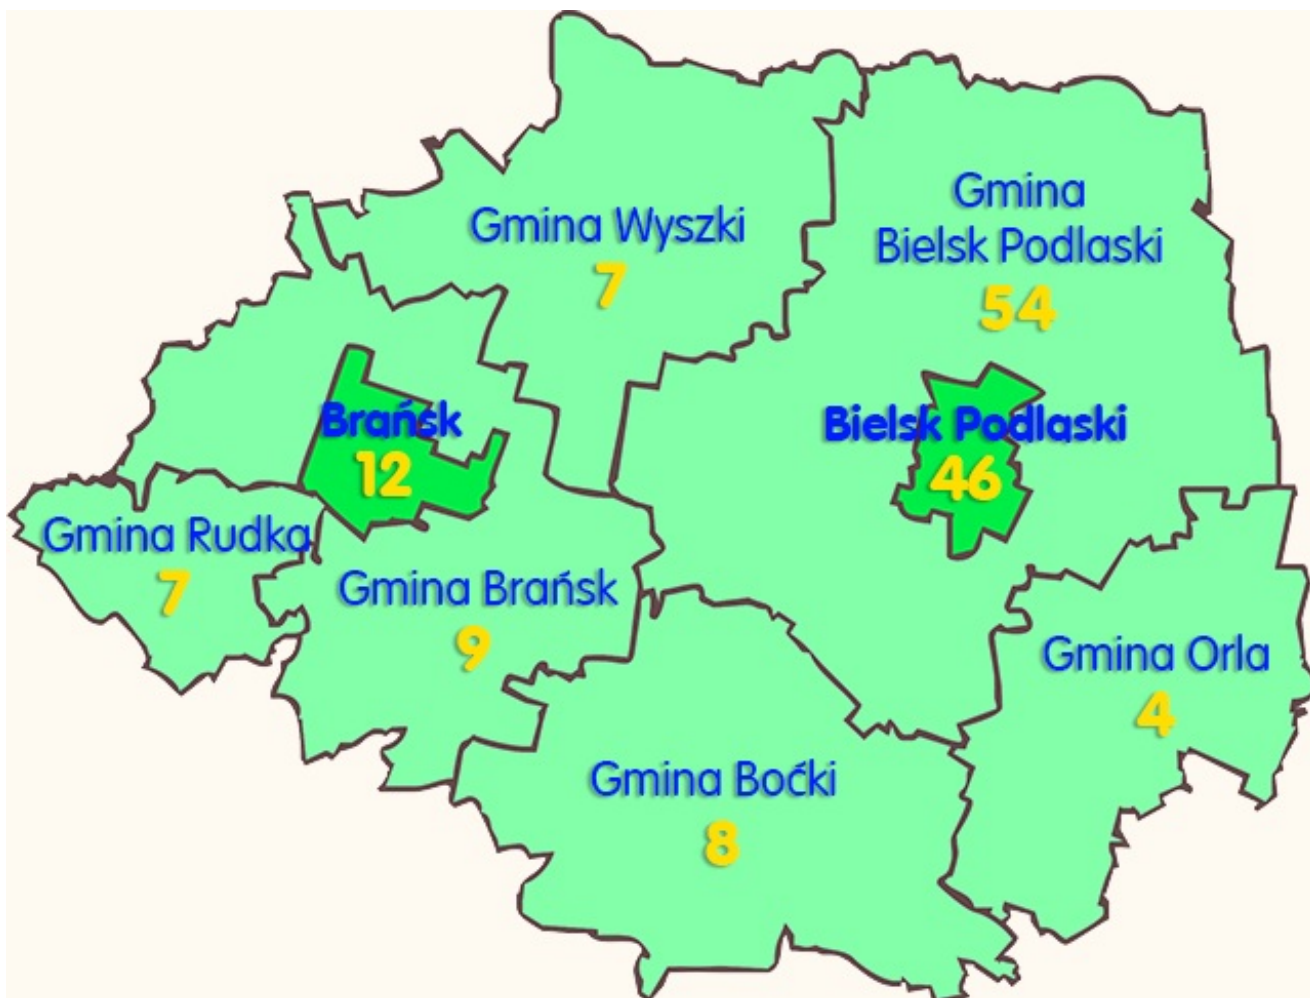 Gmina Wyszki
7
Gmina
Bielsk Podlaski
54
Brańsk
12
Bielsk Podlaski
46
Gmina Rudka
7
Gmina Brańsk
9
Gmina Orla
4
Gmina Boćki
8